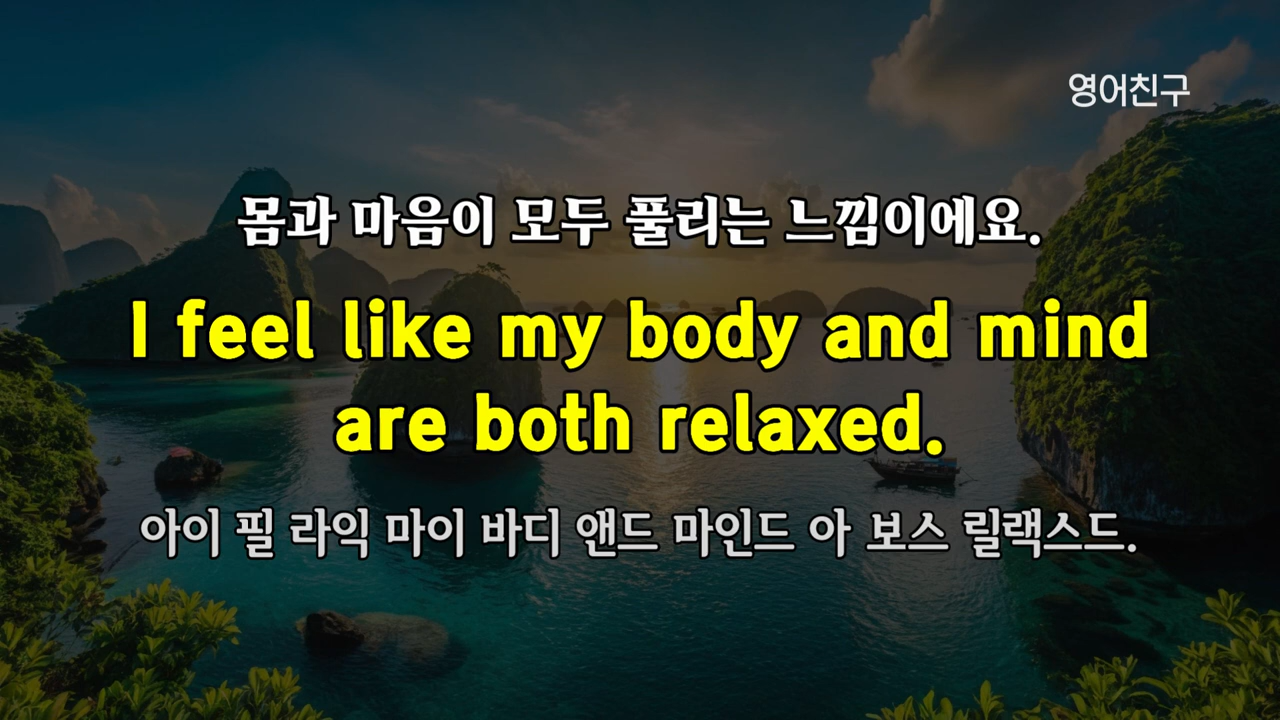 영어친구
몸과 마음이 모두 풀리는 느낌이에요.
I feel like my body and mind
are both relaxed.
아이 필 라익 마이 바디 앤드 마인드 아 보스 릴랙스드.